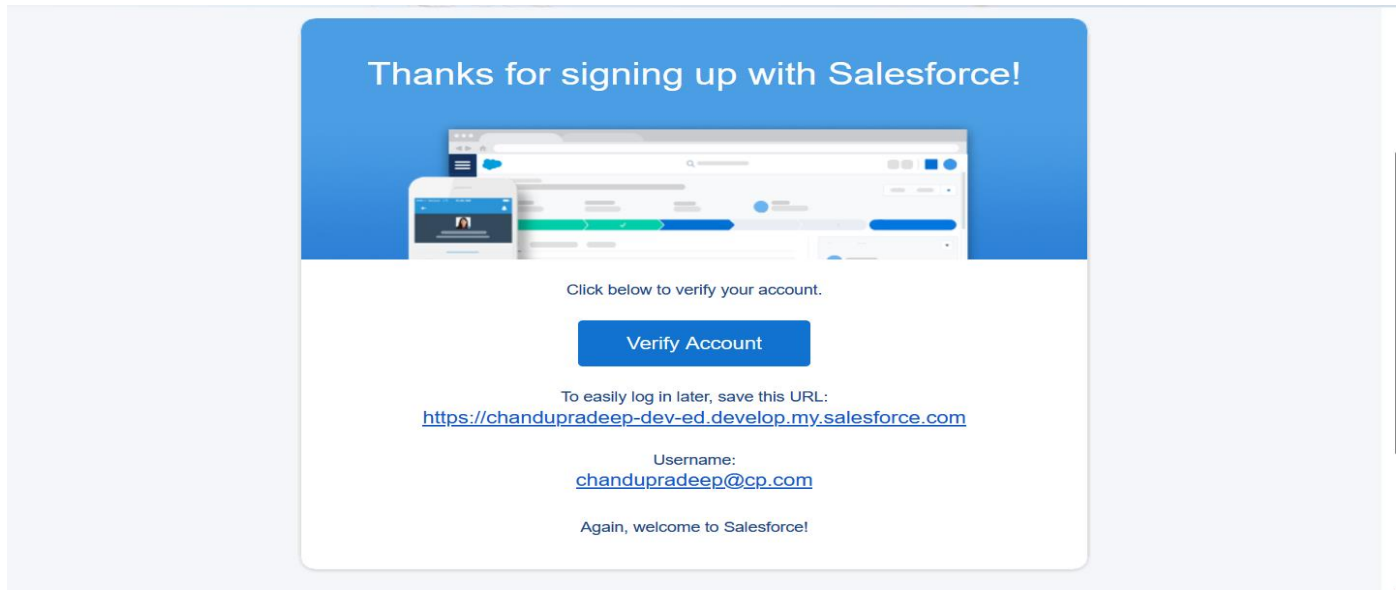 Thanks for signing up with Salesforce!
Click below to verify your account.
Verify Account
To easily log in later, save this URL:
https://chandupradeep-dev-ed.develop.my.salesforce.com
Username:
chandupradeep@cp.com
Again, welcome to Salesforce!